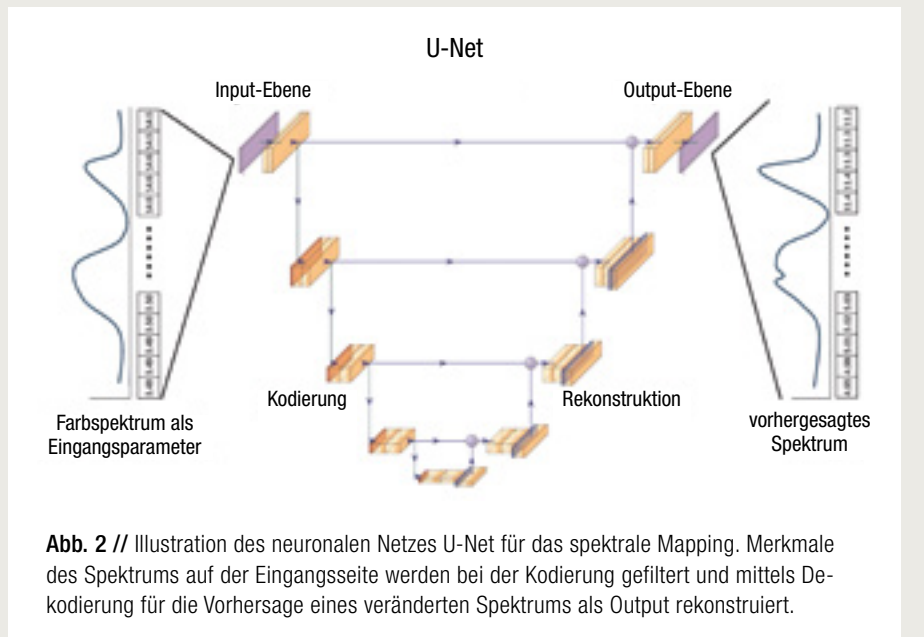 U-Net
Input-Ebene
Output-Ebene
Kodierung
Rekonstruktion
Farbspektrum als
Eingangsparameter
vorhergesagtes
Spektrum
Abb. 2 // Illustration des neuronalen Netzes U-Net für das spektrale Mapping. Merkmale
des Spektrums auf der Eingangsseite werden bei der Kodierung gefiltert und mittels De-
kodierung für die Vorhersage eines veränderten Spektrums als Output rekonstruiert.